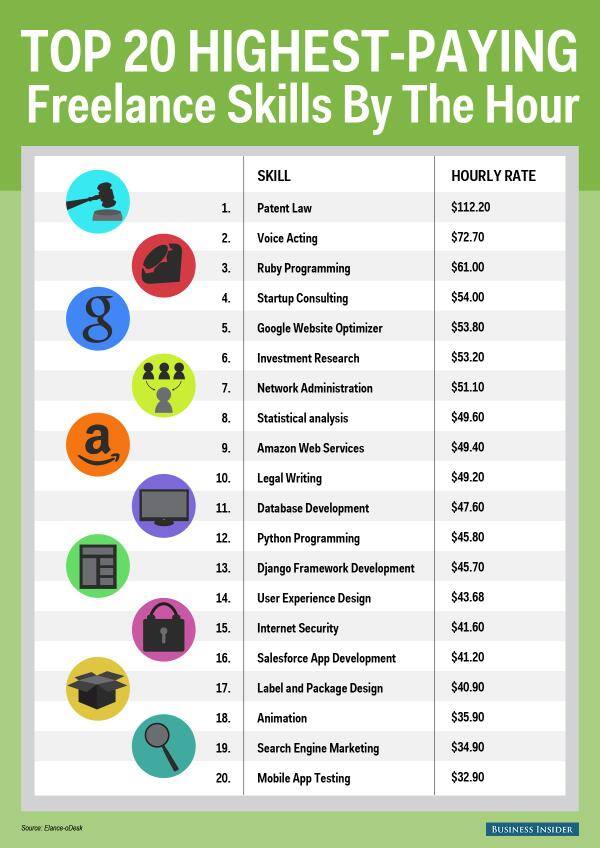 TOP 20 HIGHEST-PAYING
Freelance Skills By The Hour
SKILL HOURLY RATE
1. Patent Law $112.20
2. Voice Acting $72.70
3. Ruby Programming $61.00
4. Startup Consulting $54.00
5. Google Website Optimizer $53.80
6. Investment Research $53.20
7. Network Administration $51.10
8. Statistical analysis $49.60
9. Amazon Web Services $49.40
10. Legal Writing $49.20
11. Database Development $47.60
12. Python Programming $45.80
13. Django Framework Development $45.70
14. User Experience Design $43.68
15. Internet Security $41.60
16. Salesforce App Development $41.20
17. Label and Package Design $40.90
18. Animation $35.90
19. Search Engine Marketing $34.90
20. Mobile App Testing $32.90
g
a
Source: Elance-oDesk
BUSINESS INSIDER